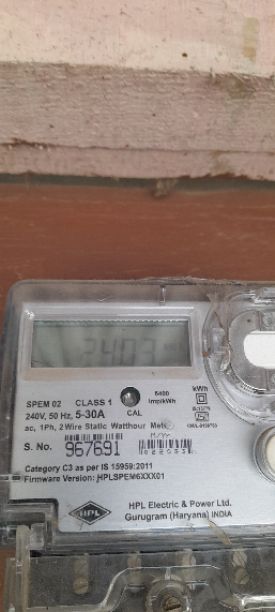 SPEM 02 CLASS 1
240V, 50 Hz, 5-30A CAL
6400
imp/kWh
kWh
ac, 1Ph, 2 Wire Static Watthour Meter
S. No. 967691
Category C3 as per IS 15959:2011
Firmware Version: HPLSPEM6XXX01
HPL
HPL Electric & Power Ltd.
Gurugram (Haryana) INDIA